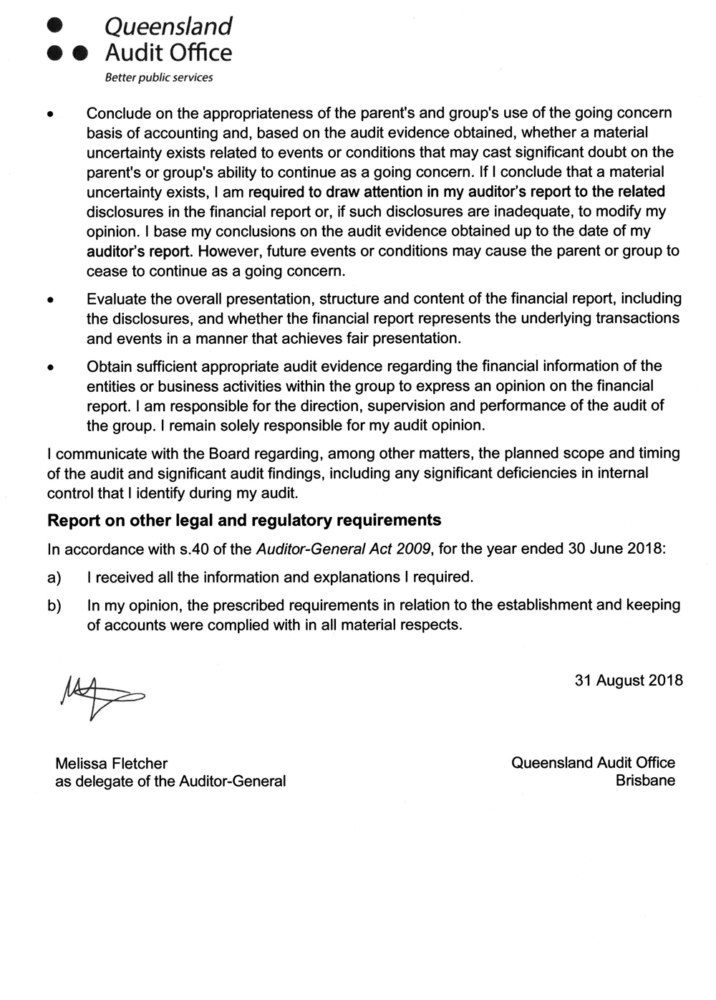 Queensland
Audit Office
Better public services
• Conclude on the appropriateness of the parent's and group's use of the going concern
basis of accounting and, based on the audit evidence obtained, whether a material
uncertainty exists related to events or conditions that may cast significant doubt on the
parent's or group's ability to continue as a going concern. If I conclude that a material
uncertainty exists, I am required to draw attention in my auditor's report to the related
disclosures in the financial report or, if such disclosures are inadequate, to modify my
opinion. I base my conclusions on the audit evidence obtained up to the date of my
auditor's report. However, future events or conditions may cause the parent or group to
cease to continue as a going concern.
• Evaluate the overall presentation, structure and content of the financial report, including
the disclosures, and whether the financial report represents the underlying transactions
and events in a manner that achieves fair presentation.
• Obtain sufficient appropriate audit evidence regarding the financial information of the
entities or business activities within the group to express an opinion on the financial
report. I am responsible for the direction, supervision and performance of the audit of
the group. I remain solely responsible for my audit opinion.
I communicate with the Board regarding, among other matters, the planned scope and timing
of the audit and significant audit findings, including any significant deficiencies in internal
control that I identify during my audit.
Report on other legal and regulatory requirements
In accordance with s.40 of the Auditor-General Act 2009, for the year ended 30 June 2018:
a) I received all the information and explanations I required.
b) In my opinion, the prescribed requirements in relation to the establishment and keeping
of accounts were complied with in all material respects.
31 August 2018
Melissa Fletcher
as delegate of the Auditor-General
Queensland Audit Office
Brisbane